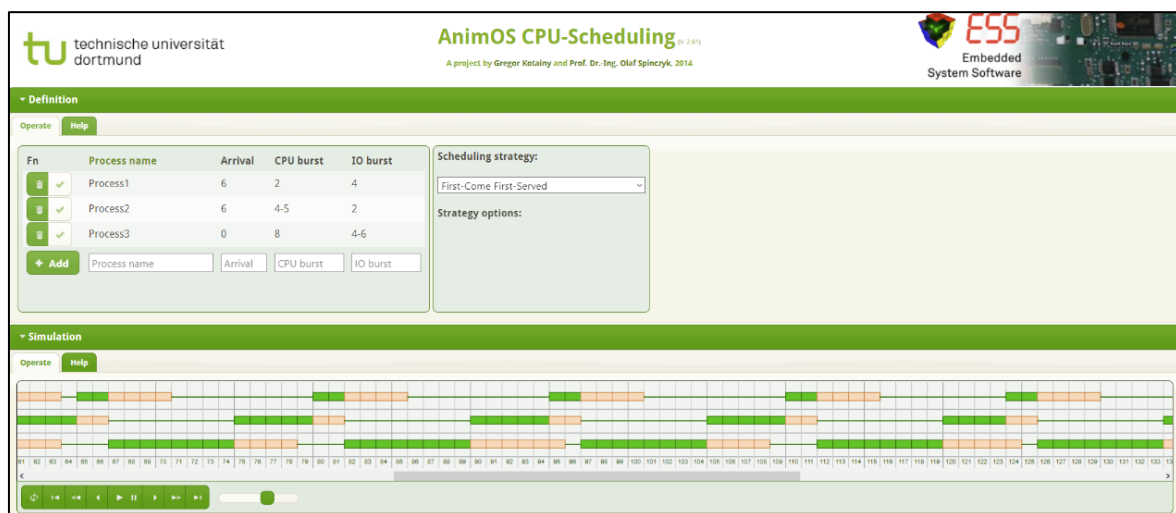 technische universität
dortmund
AnimOS CPU-Scheduling (V. 2.61)
A project by Gregor Kotainy and Prof. Dr.-Ing. Olaf Spinczyk, 2014
ESS
Embedded
System Software
Definition
Operate Help
Fn Process name Arrival CPU burst IO burst
Process1 6 2 4
Process2 6 4-5 2
Process3 0 8 4-6
+ Add Process name Arrival CPU burst IO burst
Scheduling strategy:
First-Come First-Served
Strategy options:
Simulation
Operate Help
61 62 63 64 65 66 67 68 69 70 71 72 73 74 75 76 77 78 79 80 81 82 83 84 85 86 87 88 89 90 91 92 93 94 95 96 97 98 99 100 101 102 103 104 105 106 107 108 109 110 111 112 113 114 115 116 117 118 119 120 121 122 123 124 125 126 127 128 129 130 131 132 133 13